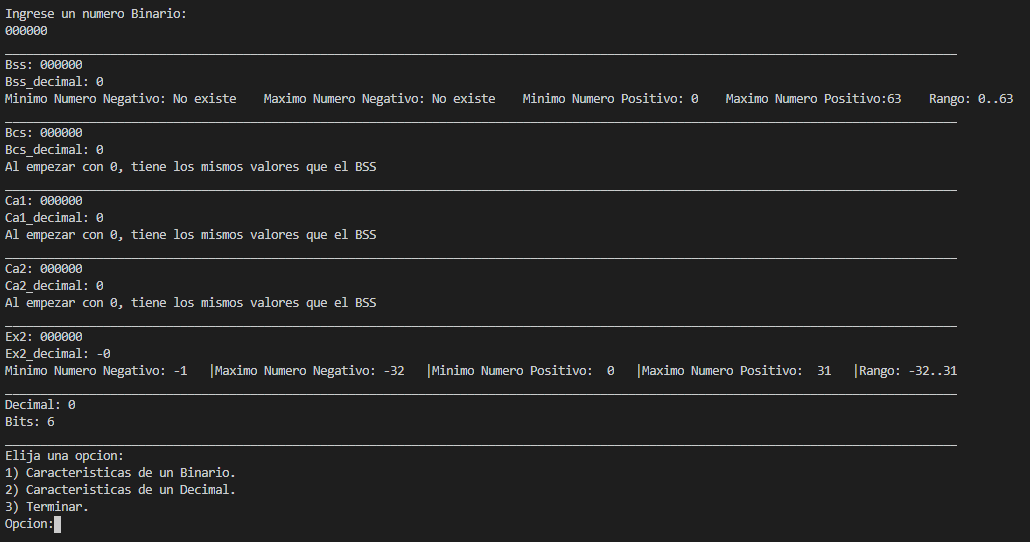 Ingrese un numero Binario:
000000
Bss: 000000
Bss_decimal: 0
Minimo Numero Negativo: No existe    Maximo Numero Negativo: No existe    Minimo Numero Positivo: 0    Maximo Numero Positivo:63    Rango: 0..63
Bcs: 000000
Bcs_decimal: 0
Al empezar con 0, tiene los mismos valores que el BSS
Ca1: 000000
Ca1_decimal: 0
Al empezar con 0, tiene los mismos valores que el BSS
Ca2: 000000
Ca2_decimal: 0
Al empezar con 0, tiene los mismos valores que el BSS
Ex2: 000000
Ex2_decimal: -0
Minimo Numero Negativo: -1   |Maximo Numero Negativo: -32   |Minimo Numero Positivo:  0   |Maximo Numero Positivo:  31   |Rango: -32..31
Decimal: 0
Bits: 6
Elija una opcion:
1) Caracteristicas de un Binario.
2) Caracteristicas de un Decimal.
3) Terminar.
Opcion: